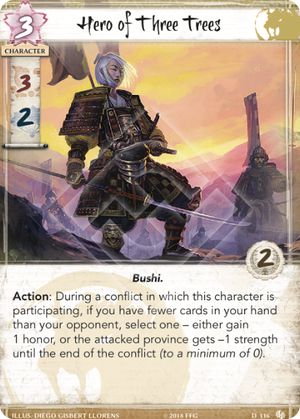 3
Hero of Three Trees
CHARACTER
3
2
2
Bushi.
Action: During a conflict in which this character is
participating, if you have fewer cards in your hand
than your opponent, select one – either gain
1 honor, or the attacked province gets –1 strength
until the end of the conflict (to a minimum of 0).
ILLUS: DIEGO GISBERT LLORENS © 2018 FFG D 116